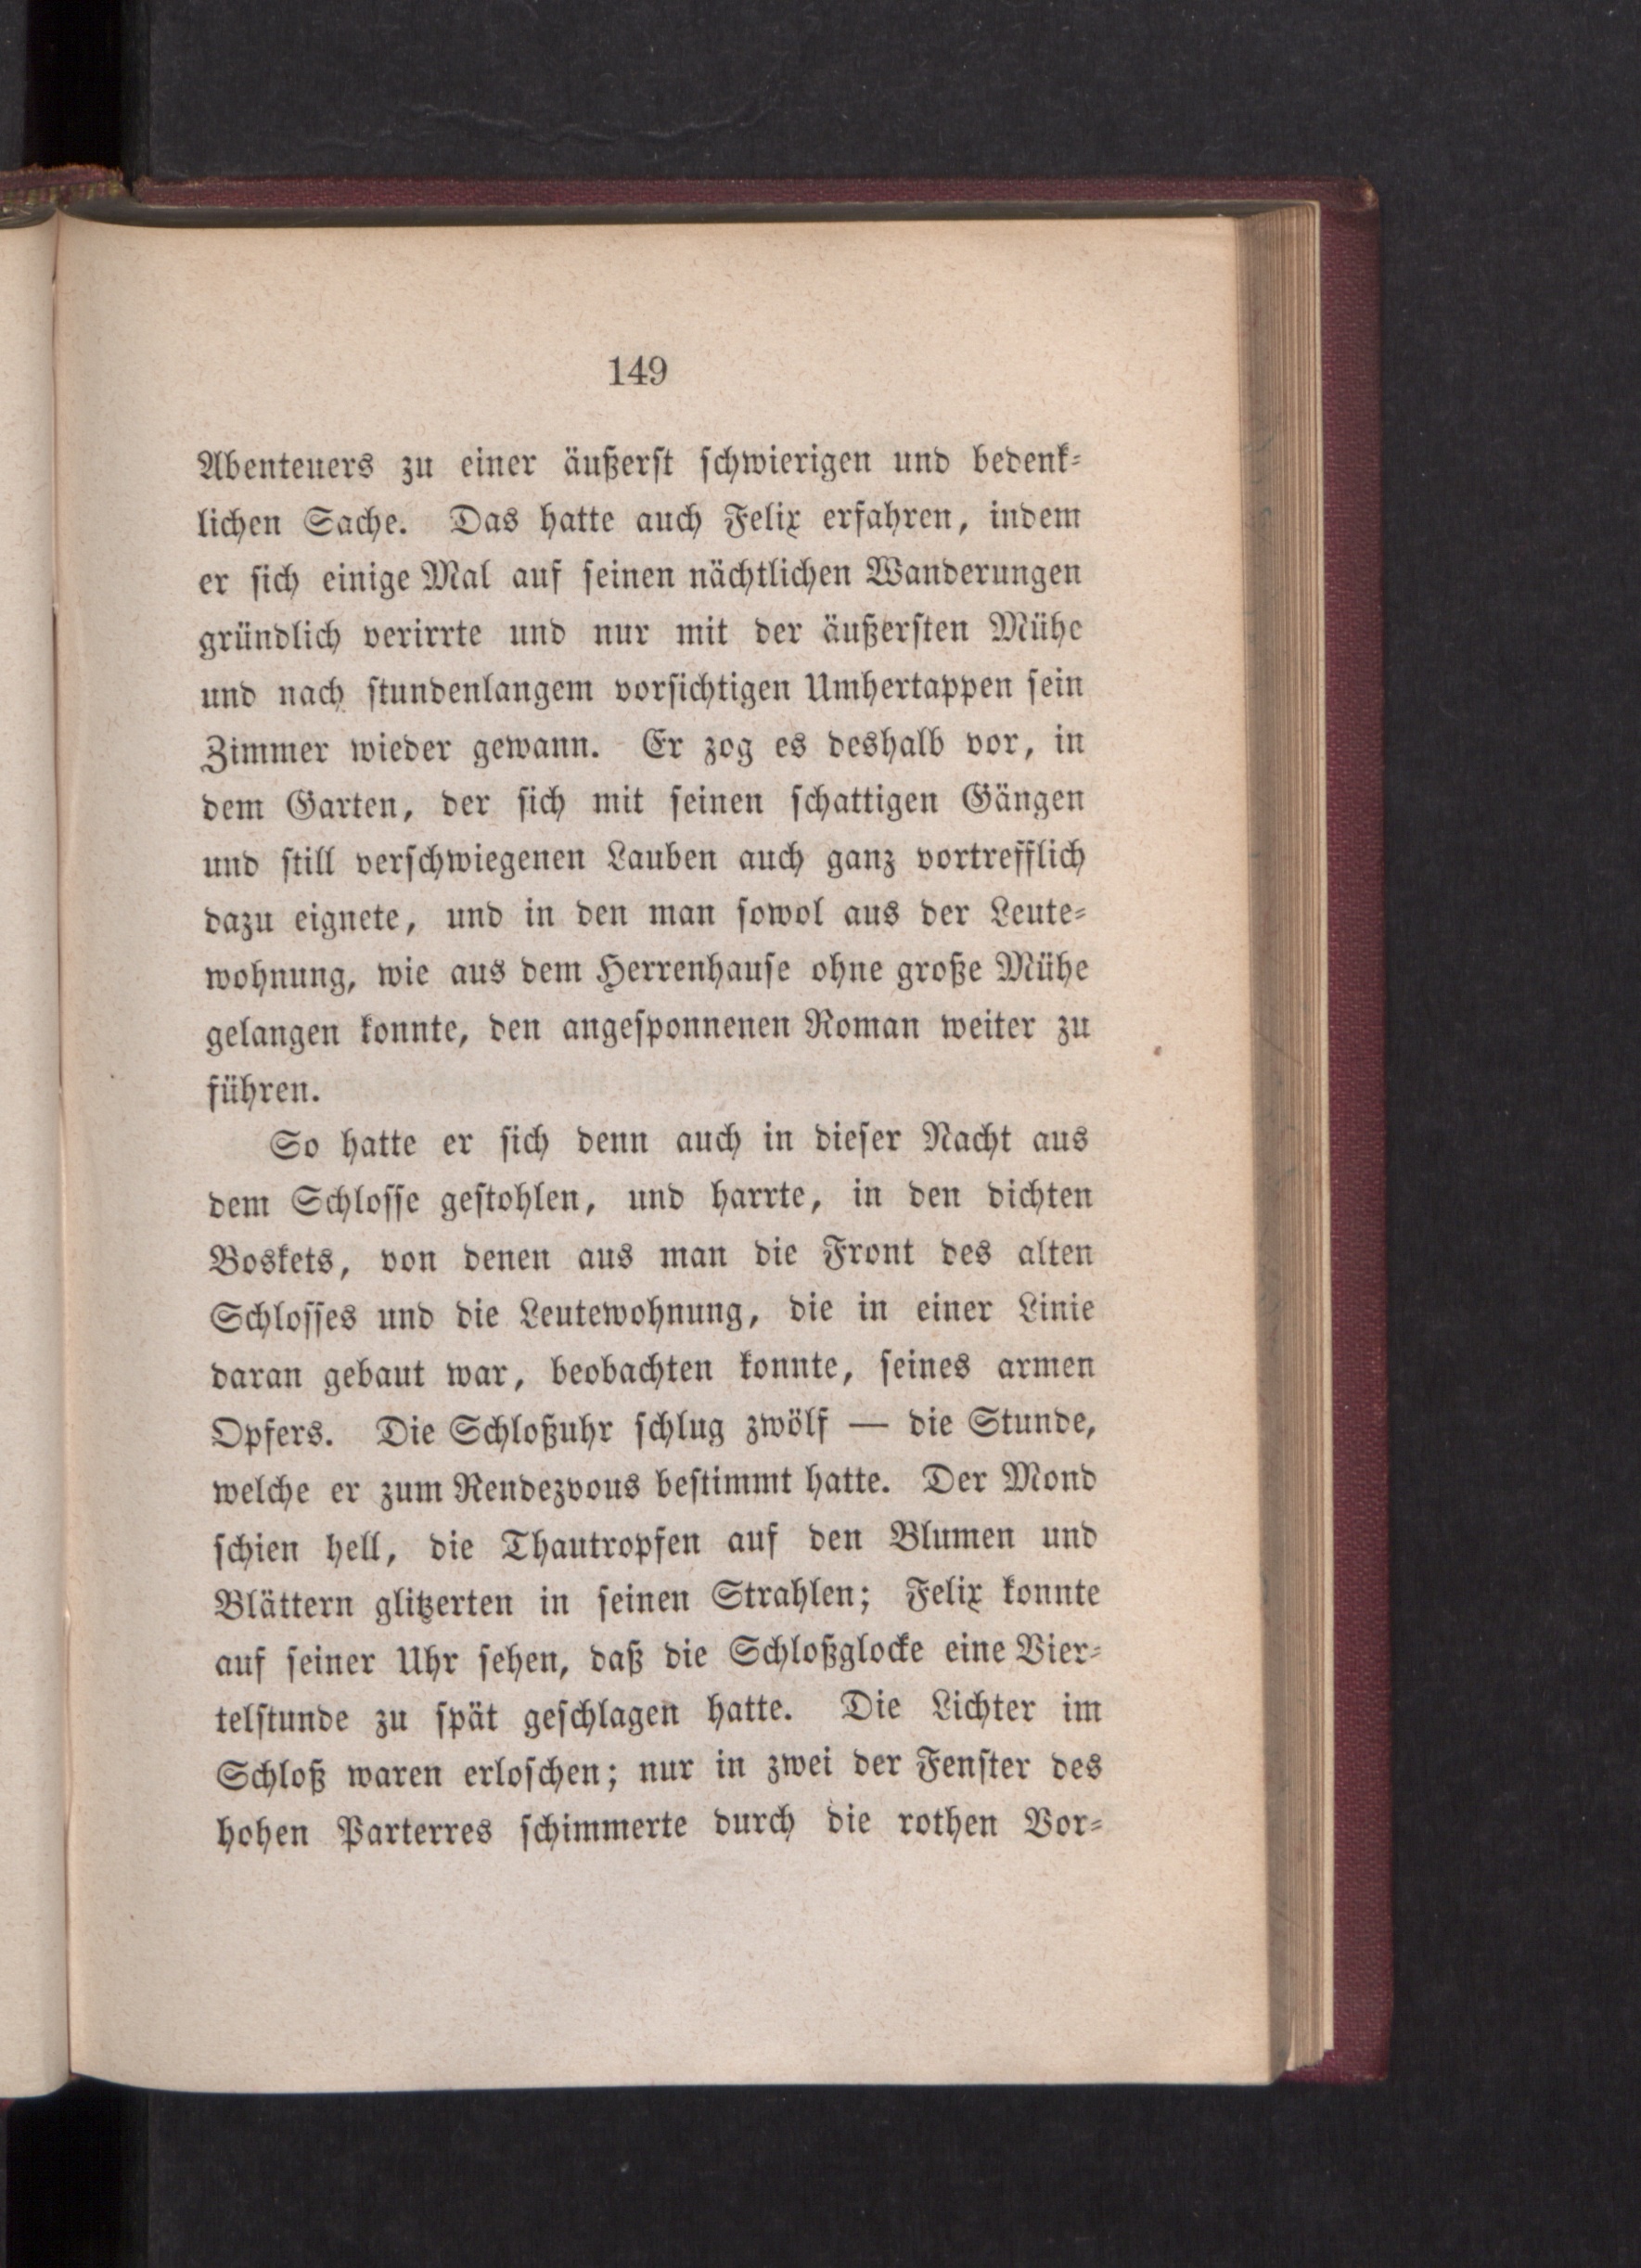 149
Abenteuers zu einer äußerst schwierigen und bedenk-
lichen Sache. Das hatte auch Felix erfahren, indem
er sich einige Mal auf seinen nächtlichen Wanderungen
gründlich verirrte und nur mit der äußersten Mühe
und nach stundenlangem vorsichtigen Umhertappen sein
Zimmer wieder gewann. Er zog es deshalb vor, in
dem Garten, der sich mit seinen schattigen Gängen
und still verschwiegenen Lauben auch ganz vortrefflich
dazu eignete, und in den man sowol aus der Leute-
wohnung, wie aus dem Herrenhause ohne große Mühe
gelangen konnte, den angesponnenen Roman weiter zu
führen.
So hatte er sich denn auch in dieser Nacht aus
dem Schlosse gestohlen, und harrte, in den dichten
Boskets, von denen aus man die Front des alten
Schlosses und die Leutewohnung, die in einer Linie
daran gebaut war, beobachten konnte, seines armen
Opfers. Die Schloßuhr schlug zwölf — die Stunde,
welche er zum Rendezvous bestimmt hatte. Der Mond
schien hell, die Thautropfen auf den Blumen und
Blättern glitzerten in seinen Strahlen; Felix konnte
auf seiner Uhr sehen, daß die Schloßglocke eine Vier-
telstunde zu spät geschlagen hatte. Die Lichter im
Schloß waren erloschen; nur in zwei der Fenster des
hohen Parterres schimmerte durch die rothen Vor-